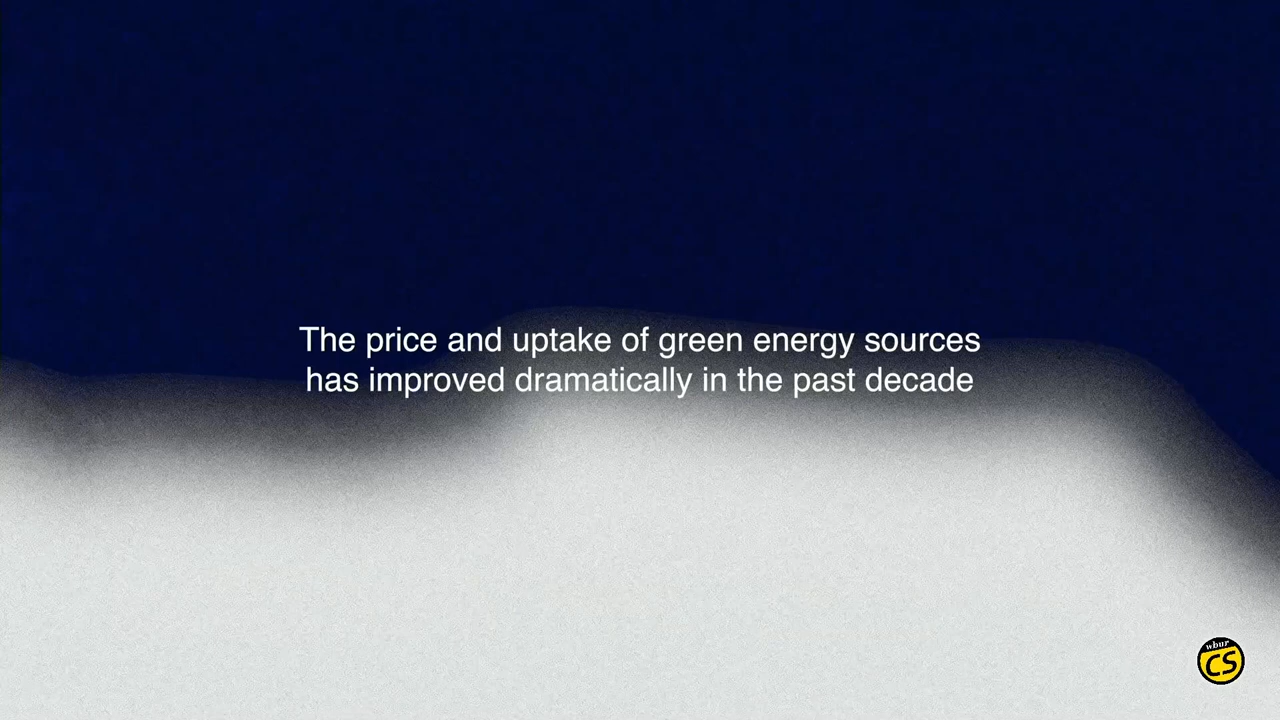 The price and uptake of green energy sources
has improved dramatically in the past decade
wbur
CS